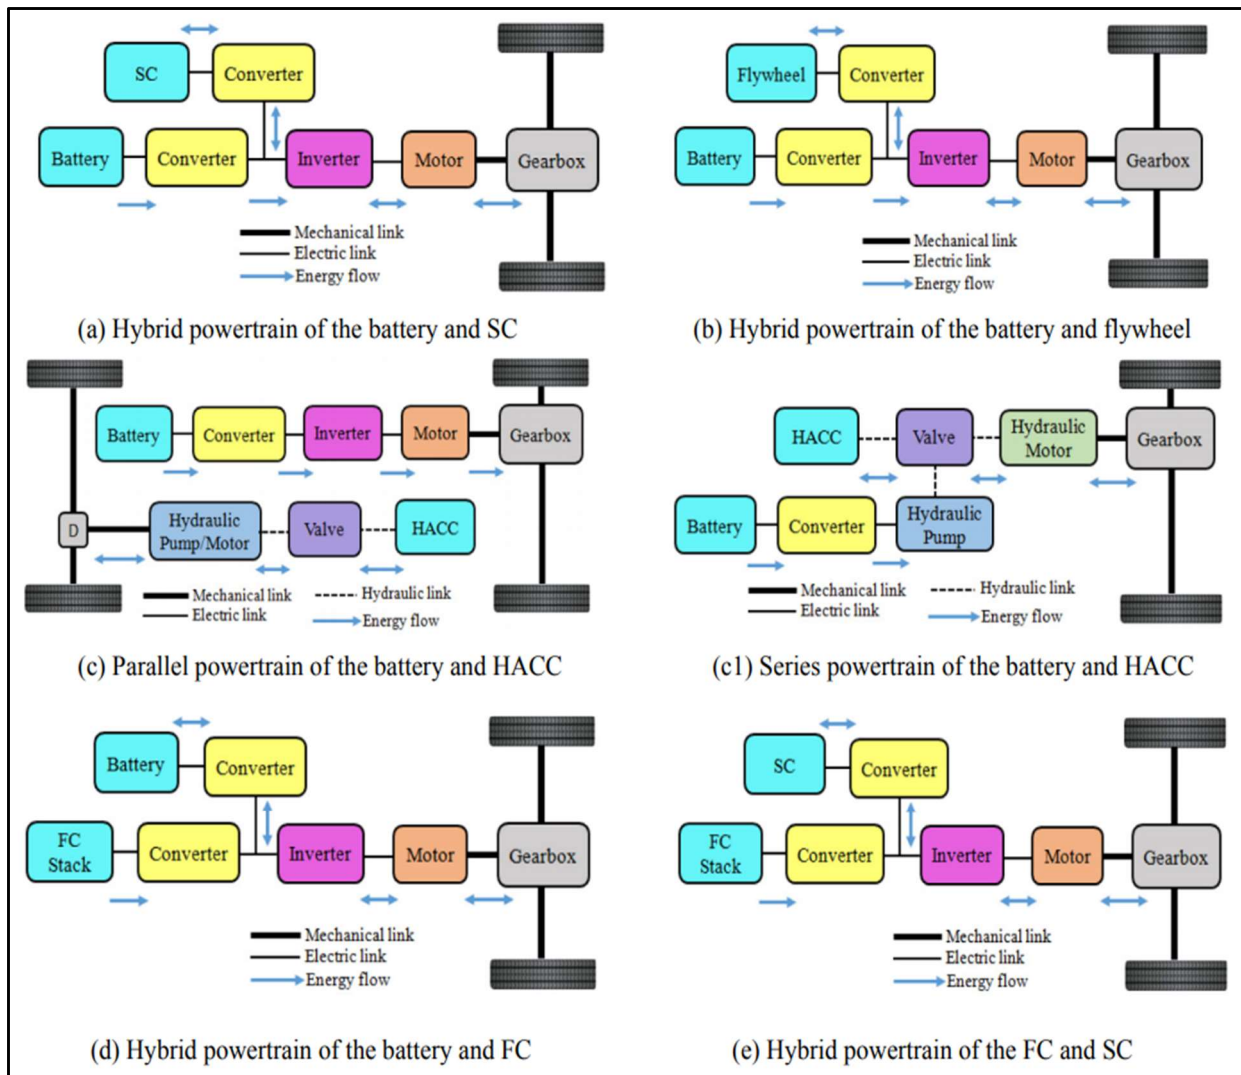 SC
Converter
Battery
Converter
Inverter
Motor
Gearbox
Mechanical link
Electric link
Energy flow
(a) Hybrid powertrain of the battery and SC
Flywheel
Converter
Battery
Converter
Inverter
Motor
Gearbox
Mechanical link
Electric link
Energy flow
(b) Hybrid powertrain of the battery and flywheel
Battery
Converter
Inverter
Motor
Gearbox
D
Hydraulic
Pump/Motor
Valve
HACC
Mechanical link
Hydraulic link
Electric link
Energy flow
(c) Parallel powertrain of the battery and HACC
HACC
Valve
Hydraulic
Motor
Gearbox
Battery
Converter
Hydraulic
Pump
Mechanical link
Hydraulic link
Electric link
Energy flow
(c1) Series powertrain of the battery and HACC
Battery
Converter
FC
Stack
Converter
Inverter
Motor
Gearbox
Mechanical link
Electric link
Energy flow
(d) Hybrid powertrain of the battery and FC
SC
Converter
FC
Stack
Converter
Inverter
Motor
Gearbox
Mechanical link
Electric link
Energy flow
(e) Hybrid powertrain of the FC and SC